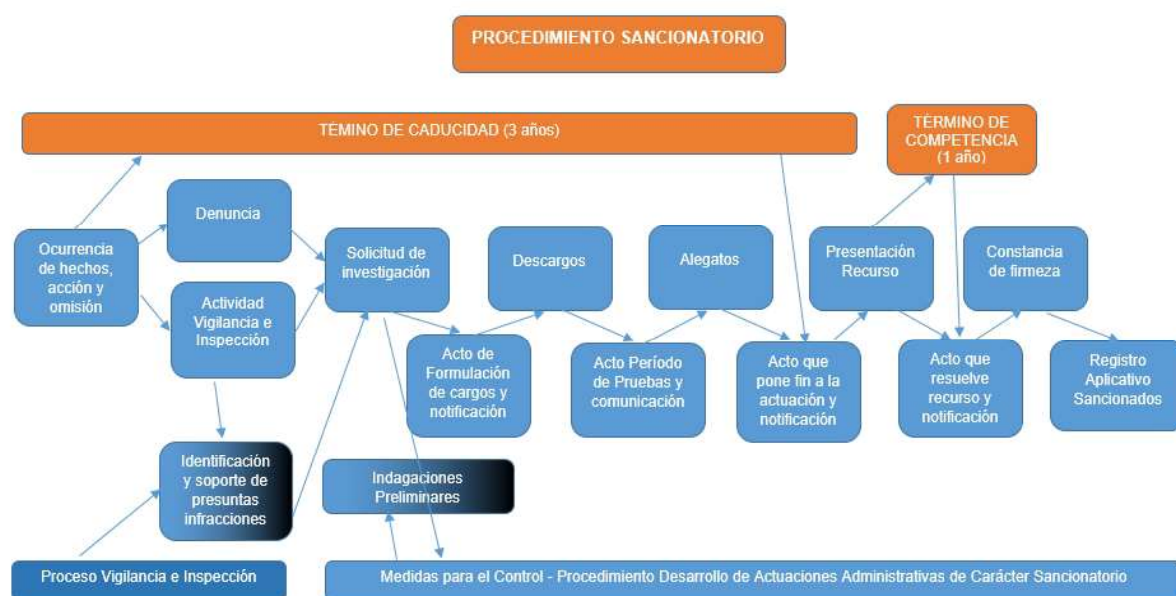 PROCEDIMIENTO SANCIONATORIO
TÉMINO DE CADUCIDAD (3 años)
TÉRMINO DE
COMPETENCIA
(1 año)
Ocurrencia
de hechos,
acción y
omisión
Denuncia
Actividad
Vigilancia e
Inspección
Solicitud de
investigación
Descargos
Alegatos
Presentación
Recurso
Constancia
de firmeza
Acto de
Formulación
de cargos y
notificación
Acto Período
de Pruebas y
comunicación
Acto que
pone fin a la
actuación y
notificación
Acto que
resuelve
recurso y
notificación
Registro
Aplicativo
Sancionados
Identificación
y soporte de
presuntas
infracciones
Indagaciones
Preliminares
Proceso Vigilancia e Inspección
Medidas para el Control - Procedimiento Desarrollo de Actuaciones Administrativas de Carácter Sancionatorio